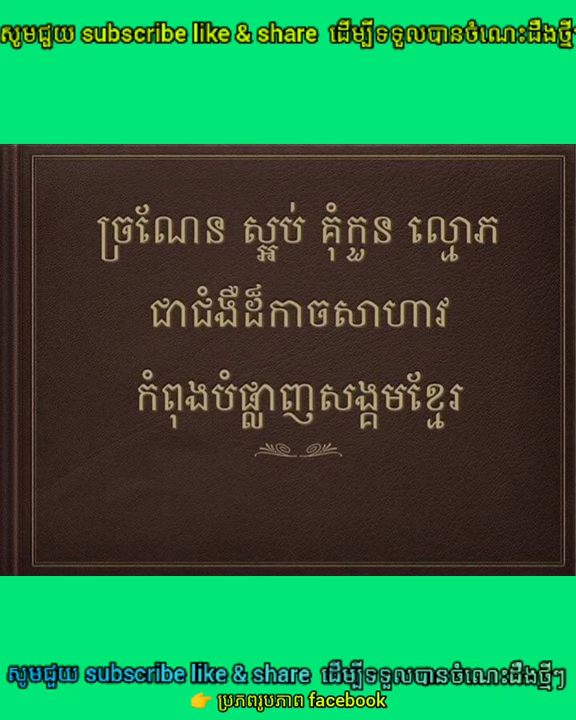 សូមជួយ subscribe like & share ដើម្បីទទួលបានចំណេះដឹងថ្មីៗ
ច្រណែន ស្អប់ គុំកួន លោភ
ជាជំងឺដ៏កាចសាហាវ
កំពុងបំផ្លាញសង្គមខ្មែរ
សូមជួយ subscribe like & share ដើម្បីទទួលបានចំណេះដឹងថ្មីៗ
👉 ប្រភពរូបភាព facebook